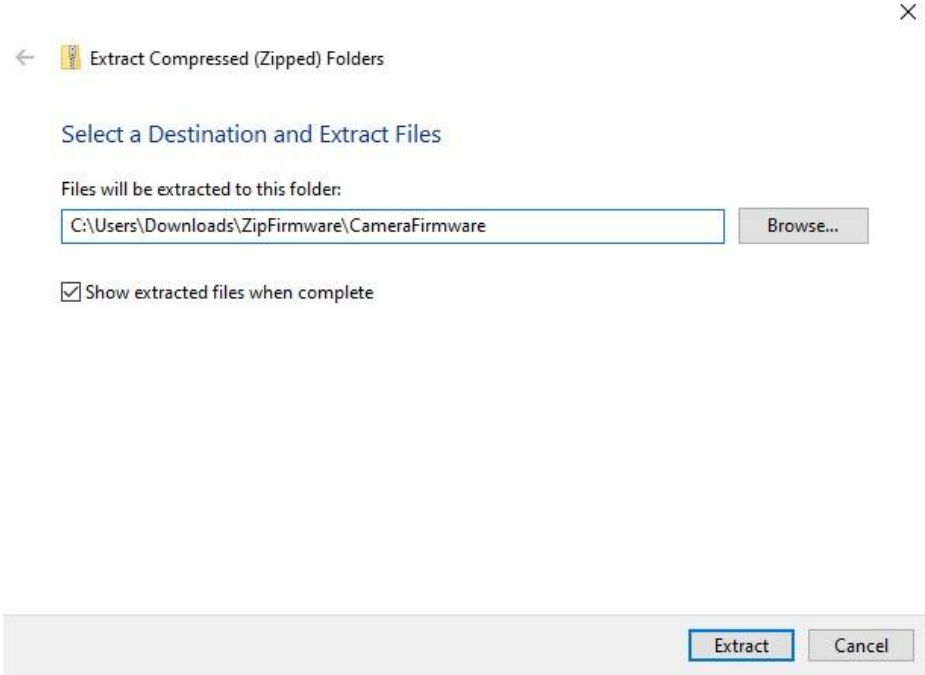 Extract Compressed (Zipped) Folders
Select a Destination and Extract Files
Files will be extracted to this folder:
C:\Users\Downloads\ZipFirmware\CameraFirmware
Browse...
Show extracted files when complete
Extract
Cancel